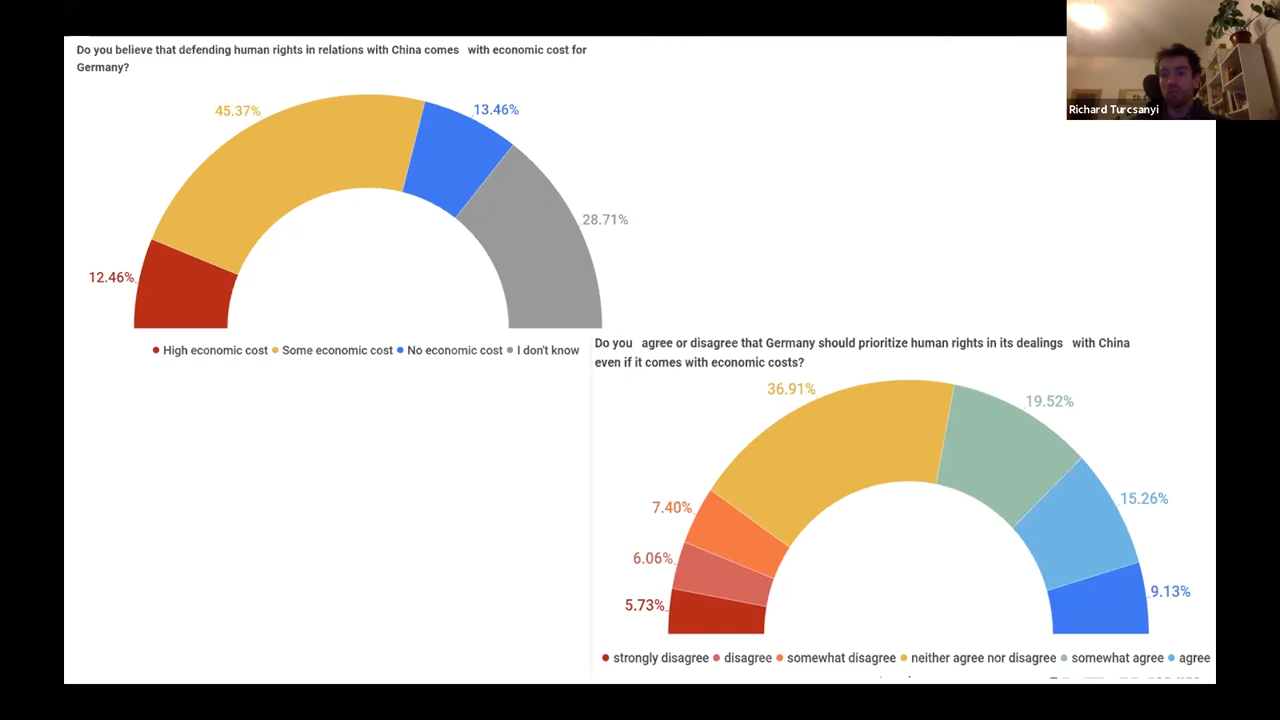 Do you believe that defending human rights in relations with China comes with economic cost for
Germany?
45.37%
13.46%
28.71%
12.46%
High economic cost Some economic cost No economic cost I don't know
Richard Turcsanyi
Do you agree or disagree that Germany should prioritize human rights in its dealings with China
even if it comes with economic costs?
36.91%
19.52%
7.40%
15.26%
6.06%
5.73%
9.13%
strongly disagree disagree somewhat disagree neither agree nor disagree somewhat agree agree